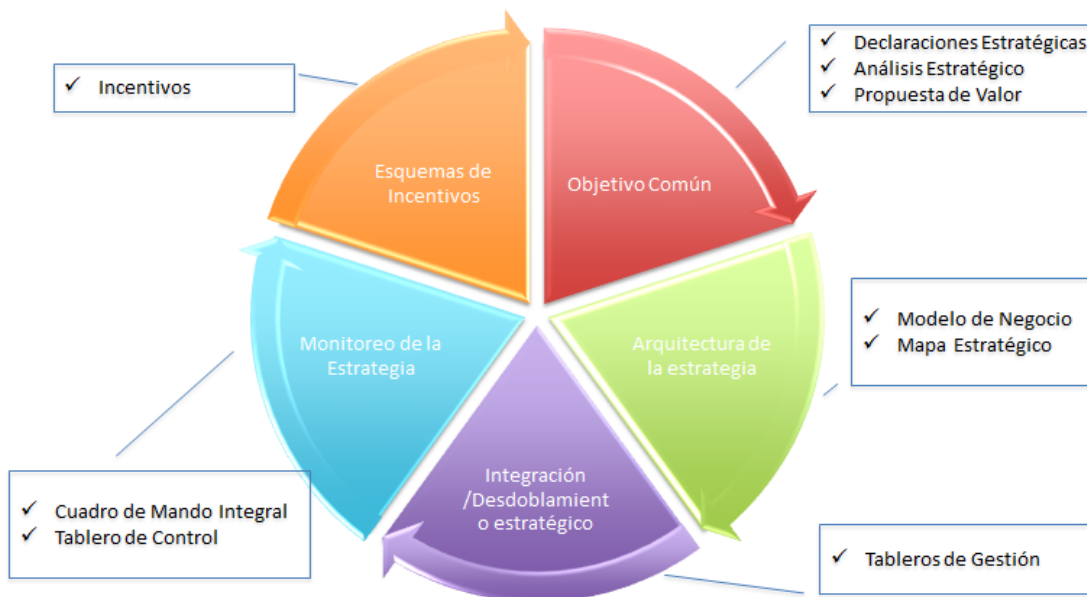 Declaraciones Estratégicas
Análisis Estratégico
Propuesta de Valor
Incentivos
Esquemas de
Incentivos
Objetivo Común
Modelo de Negocio
Mapa Estratégico
Monitoreo de la
Estrategia
Arquitectura de
la estrategia
Integración
/Desdoblamient
o estratégico
Cuadro de Mando Integral
Tablero de Control
Tableros de Gestión